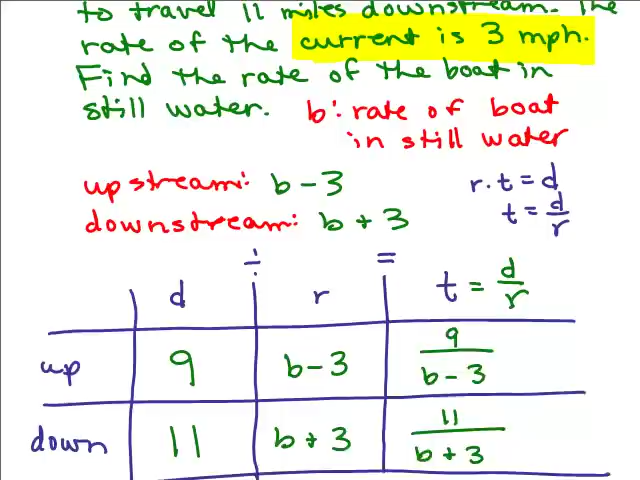 to travel 11 miles downstream. The
rate of the current is 3 mph.
Find the rate of the boat in
still water. b: rate of boat
in still water
upstream: b - 3
r . t = d
t = d/r
downstream: b + 3
d ÷ r = t = d/r
up 9 b - 3 9/(b - 3)
down 11 b + 3 11/(b + 3)